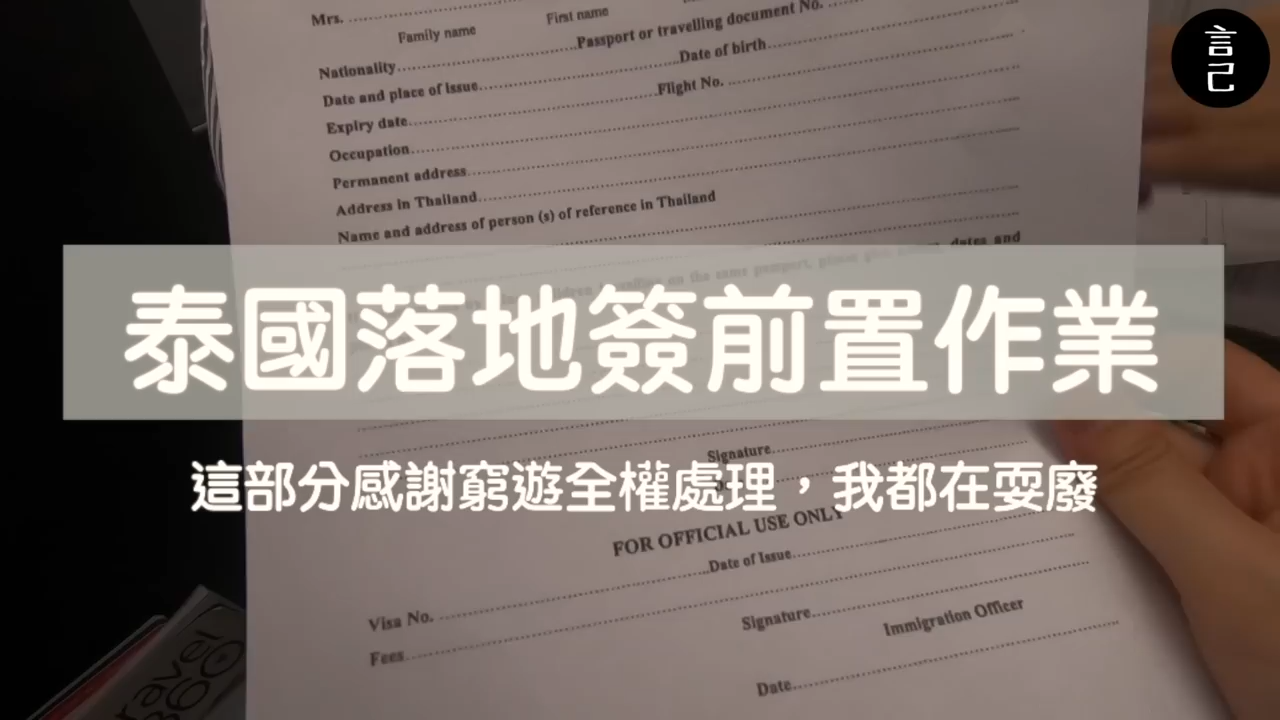 Mrs.
Family name
First name
Passport or travelling document No.
Nationality
Date of birth
Date and place of issue
Flight No.
Expiry date
Occupation
Permanent address
Address in Thailand
Name and address of person (s) of reference in Thailand
dates and
泰國落地簽前置作業
Signature
這部分感謝窮遊全權處理，我都在耍廢
FOR OFFICIAL USE ONLY
Date of Issue
Visa No.
Signature
Immigration Officer
Fees
Date
言
己